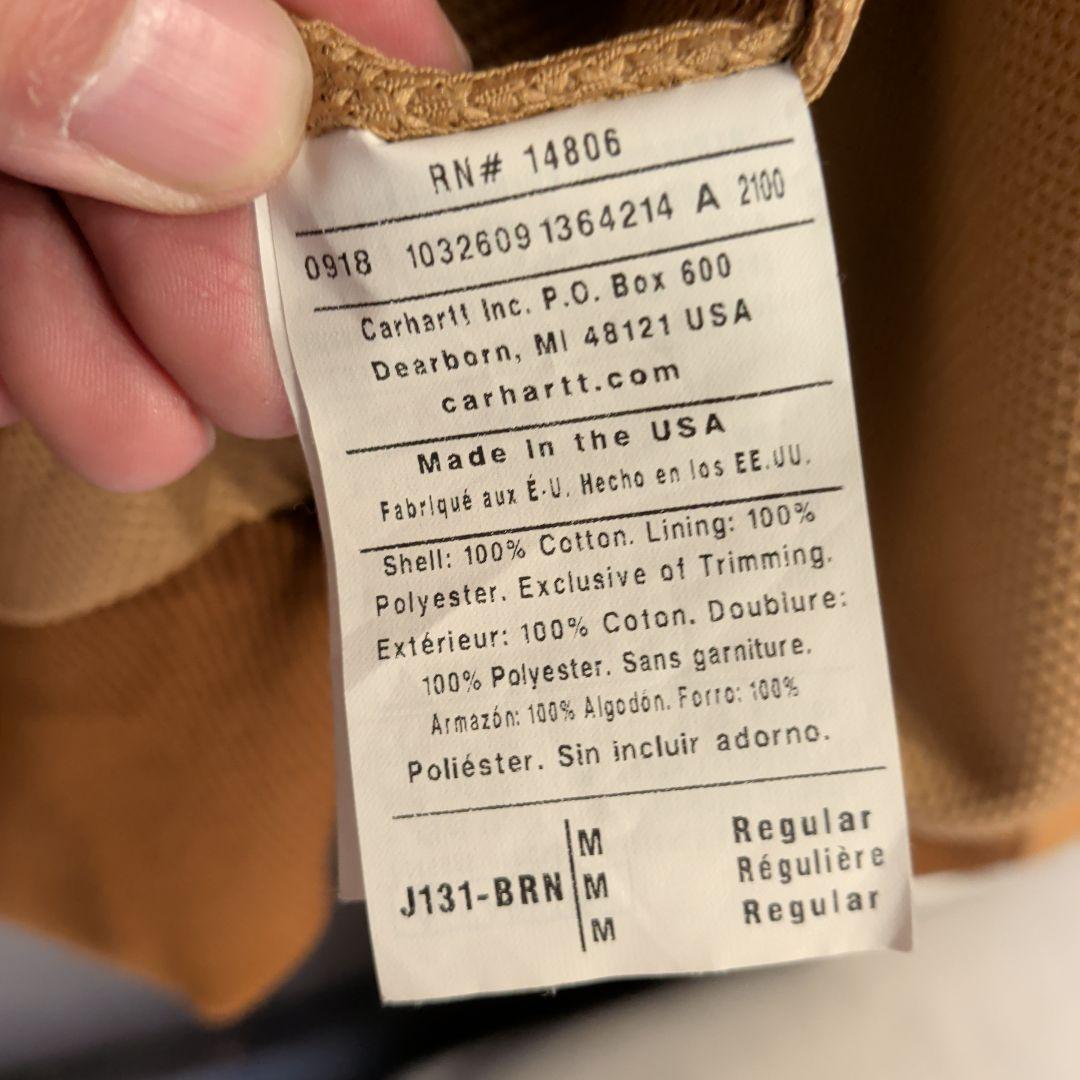 RN# 14806
0918 1032609 1364214 A 2100
Carhartt Inc. P.O. Box 600
Dearborn, MI 48121 USA
carhartt.com
Made In the USA
Fabriqué aux É-U. Hecho en los EE.UU.
Shell: 100% Cotton. Lining: 100%
Polyester. Exclusive of Trimming.
Extérieur: 100% Coton. Doublure:
100% Polyester. Sans garniture.
Armazón: 100% Algodón. Forro: 100%
Poliéster. Sin incluir adorno.
M Regular
J131-BRN M Régulière
M Regular